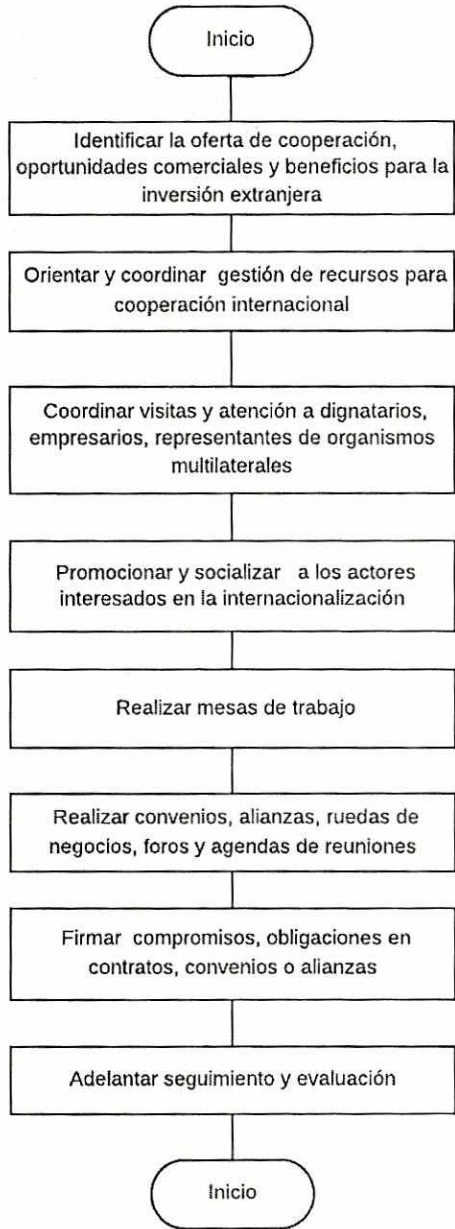 Inicio
Identificar la oferta de cooperación,
oportunidades comerciales y beneficios para la
inversión extranjera
Orientar y coordinar gestión de recursos para
cooperación internacional
Coordinar visitas y atención a dignatarios,
empresarios, representantes de organismos
multilaterales
Promocionar y socializar a los actores
interesados en la internacionalización
Realizar mesas de trabajo
Realizar convenios, alianzas, ruedas de
negocios, foros y agendas de reuniones
Firmar compromisos, obligaciones en
contratos, convenios o alianzas
Adelantar seguimiento y evaluación
Inicio